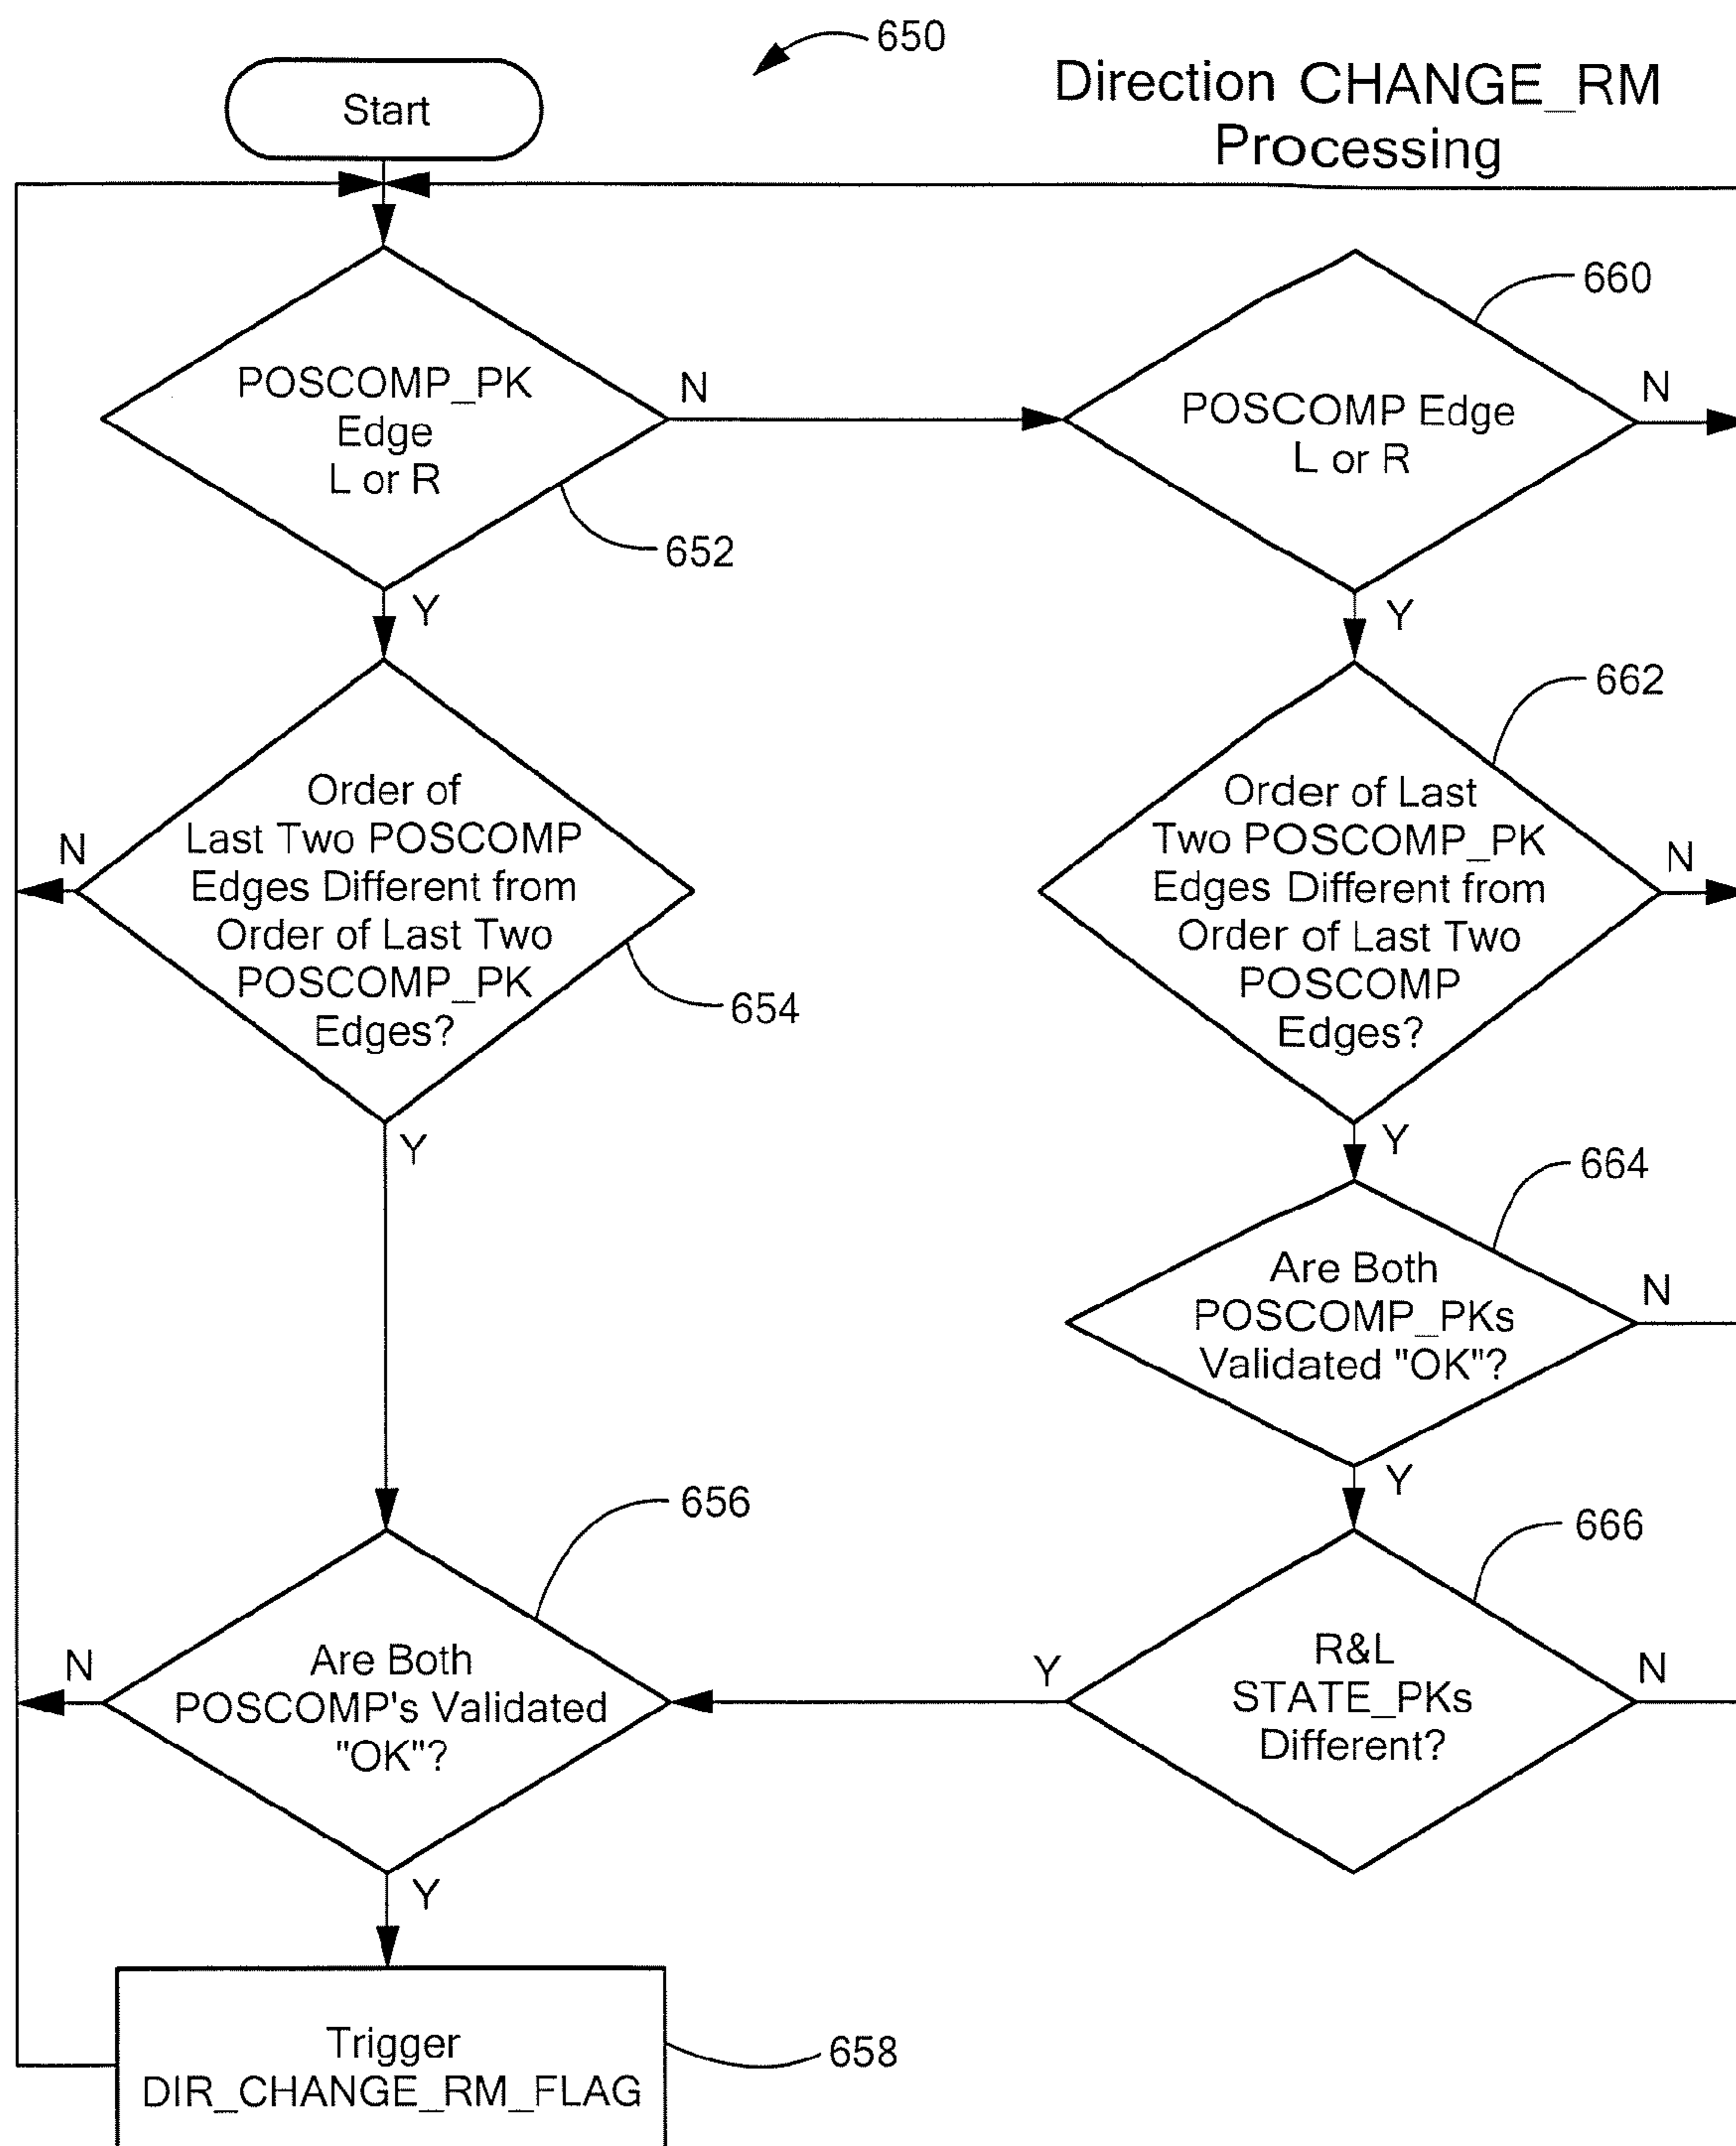 650
Direction CHANGE_RM
Processing
Start
POSCOMP_PK
Edge
L or R
N
652
Y
660
POSCOMP Edge
L or R
N
Y
Order of
Last Two POSCOMP
Edges Different from
Order of Last Two
POSCOMP_PK
Edges?
N
654
Y
662
Order of Last
Two POSCOMP_PK
Edges Different from
Order of Last Two
POSCOMP
Edges?
N
Y
664
Are Both
POSCOMP_PKs
Validated "OK"?
N
Y
656
Are Both
POSCOMP's Validated
"OK"?
N
Y
666
R&L
STATE_PKs
Different?
Y
N
Trigger
DIR_CHANGE_RM_FLAG
658